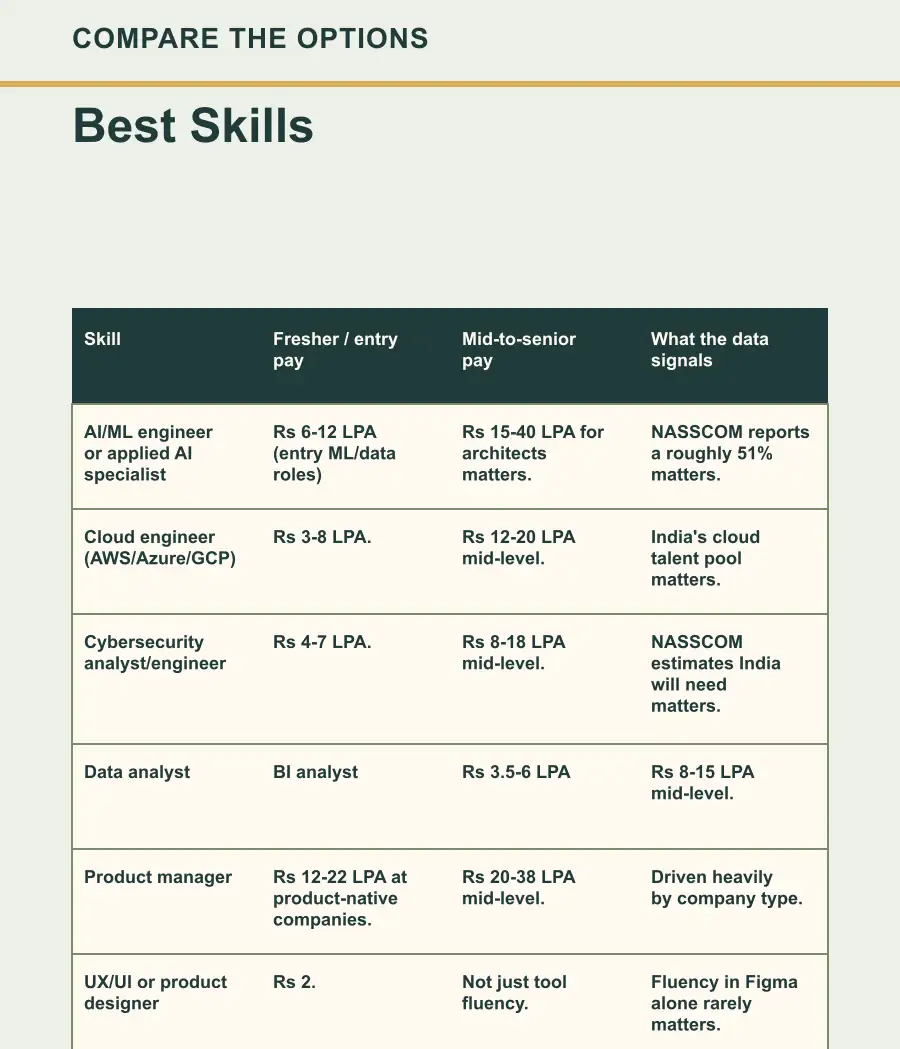 COMPARE THE OPTIONS
Best Skills
Skill
Fresher / entry
pay
Mid-to-senior
pay
What the data
signals
AI/ML engineer
or applied AI
specialist
Rs 6-12 LPA
(entry ML/data
roles)
Rs 15-40 LPA for
architects
matters.
NASSCOM reports
a roughly 51%
matters.
Cloud engineer
(AWS/Azure/GCP)
Rs 3-8 LPA.
Rs 12-20 LPA
mid-level.
India's cloud
talent pool
matters.
Cybersecurity
analyst/engineer
Rs 4-7 LPA.
Rs 8-18 LPA
mid-level.
NASSCOM
estimates India
will need
matters.
Data analyst
BI analyst
Rs 3.5-6 LPA
Rs 8-15 LPA
mid-level.
Product manager
Rs 12-22 LPA at
product-native
companies.
Rs 20-38 LPA
mid-level.
Driven heavily
by company type.
UX/UI or product
designer
Rs 2.
Not just tool
fluency.
Fluency in Figma
alone rarely
matters.